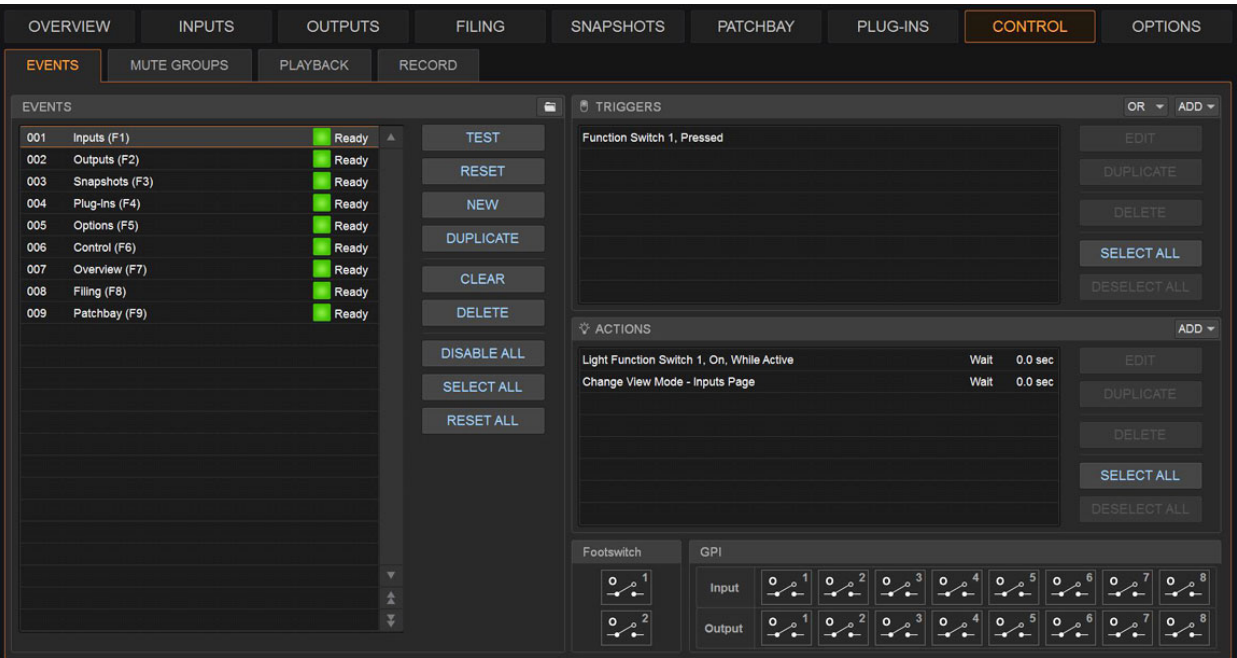 OVERVIEW INPUTS OUTPUTS FILING SNAPSHOTS PATCHBAY PLUG-INS CONTROL OPTIONS
EVENTS MUTE GROUPS PLAYBACK RECORD
EVENTS
001 Inputs (F1) Ready
002 Outputs (F2) Ready
003 Snapshots (F3) Ready
004 Plug-Ins (F4) Ready
005 Options (F5) Ready
006 Control (F6) Ready
007 Overview (F7) Ready
008 Filing (F8) Ready
009 Patchbay (F9) Ready
TEST
RESET
NEW
DUPLICATE
CLEAR
DELETE
DISABLE ALL
SELECT ALL
RESET ALL
TRIGGERS OR ADD
Function Switch 1, Pressed
EDIT
DUPLICATE
DELETE
SELECT ALL
DESELECT ALL
ACTIONS ADD
Light Function Switch 1, On, While Active Wait 0.0 sec
Change View Mode - Inputs Page Wait 0.0 sec
EDIT
DUPLICATE
DELETE
SELECT ALL
DESELECT ALL
Footswitch
1
2
GPI
Input 1 2 3 4 5 6 7 8
Output 1 2 3 4 5 6 7 8